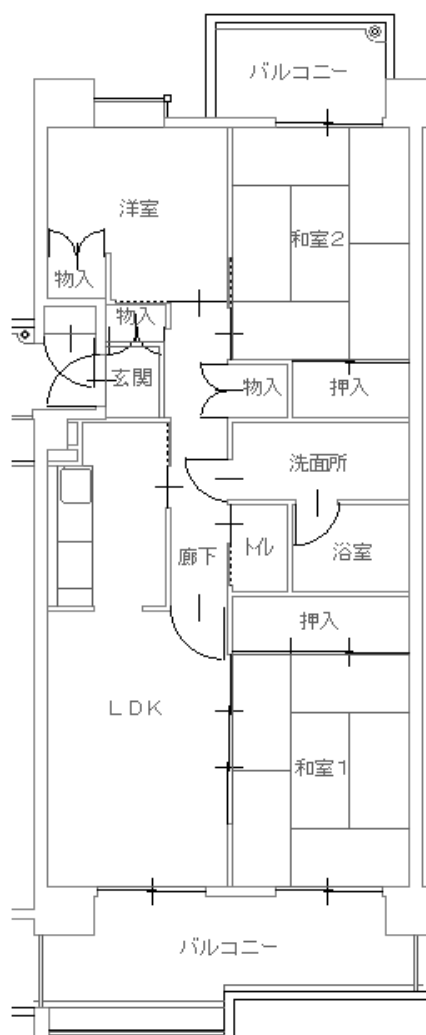 バルコニー
洋室
和室2
物入
物入
玄関
物入
押入
洗面所
トイレ
浴室
廊下
押入
LDK
和室1
バルコニー